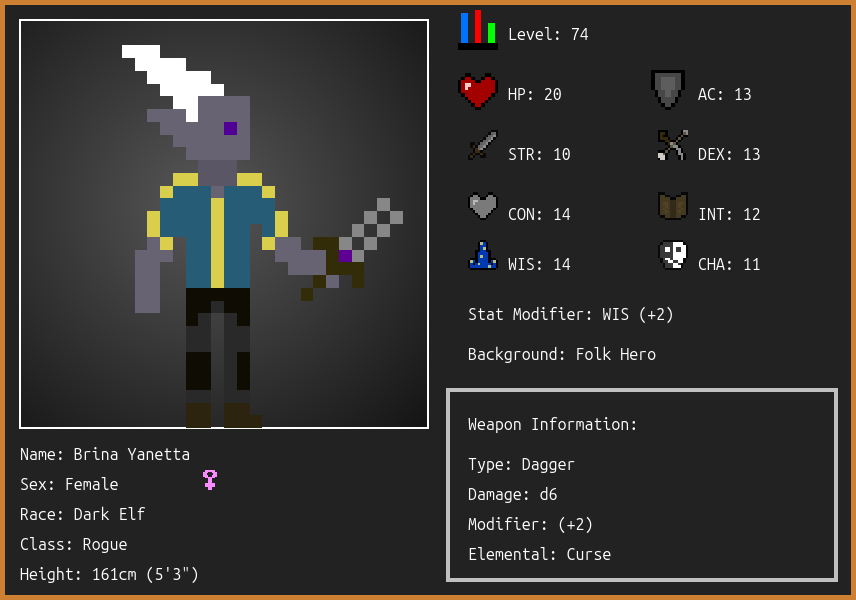 Level: 74
HP: 20
AC: 13
STR: 10
DEX: 13
CON: 14
INT: 12
WIS: 14
CHA: 11
Stat Modifier: WIS (+2)
Background: Folk Hero
Weapon Information:
Type: Dagger
Damage: d6
Modifier: (+2)
Elemental: Curse
Name: Brina Yanetta
Sex: Female
Race: Dark Elf
Class: Rogue
Height: 161cm (5'3")